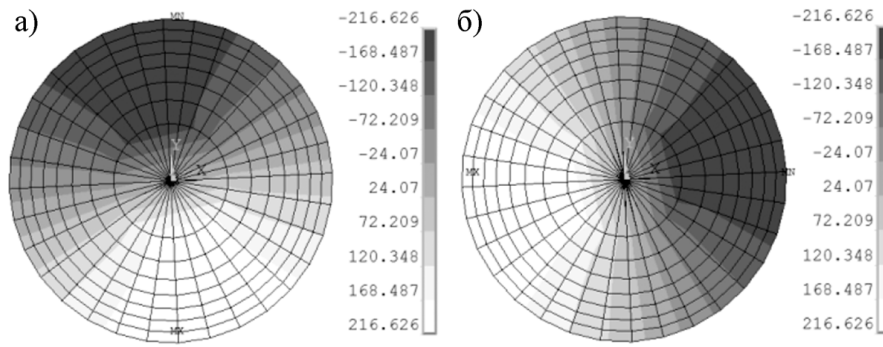 а)
MN
Y
X
MX
-216.626
-168.487
-120.348
-72.209
-24.07
24.07
72.209
120.348
168.487
216.626
б)
Y
X
MX
MN
-216.626
-168.487
-120.348
-72.209
-24.07
24.07
72.209
120.348
168.487
216.626